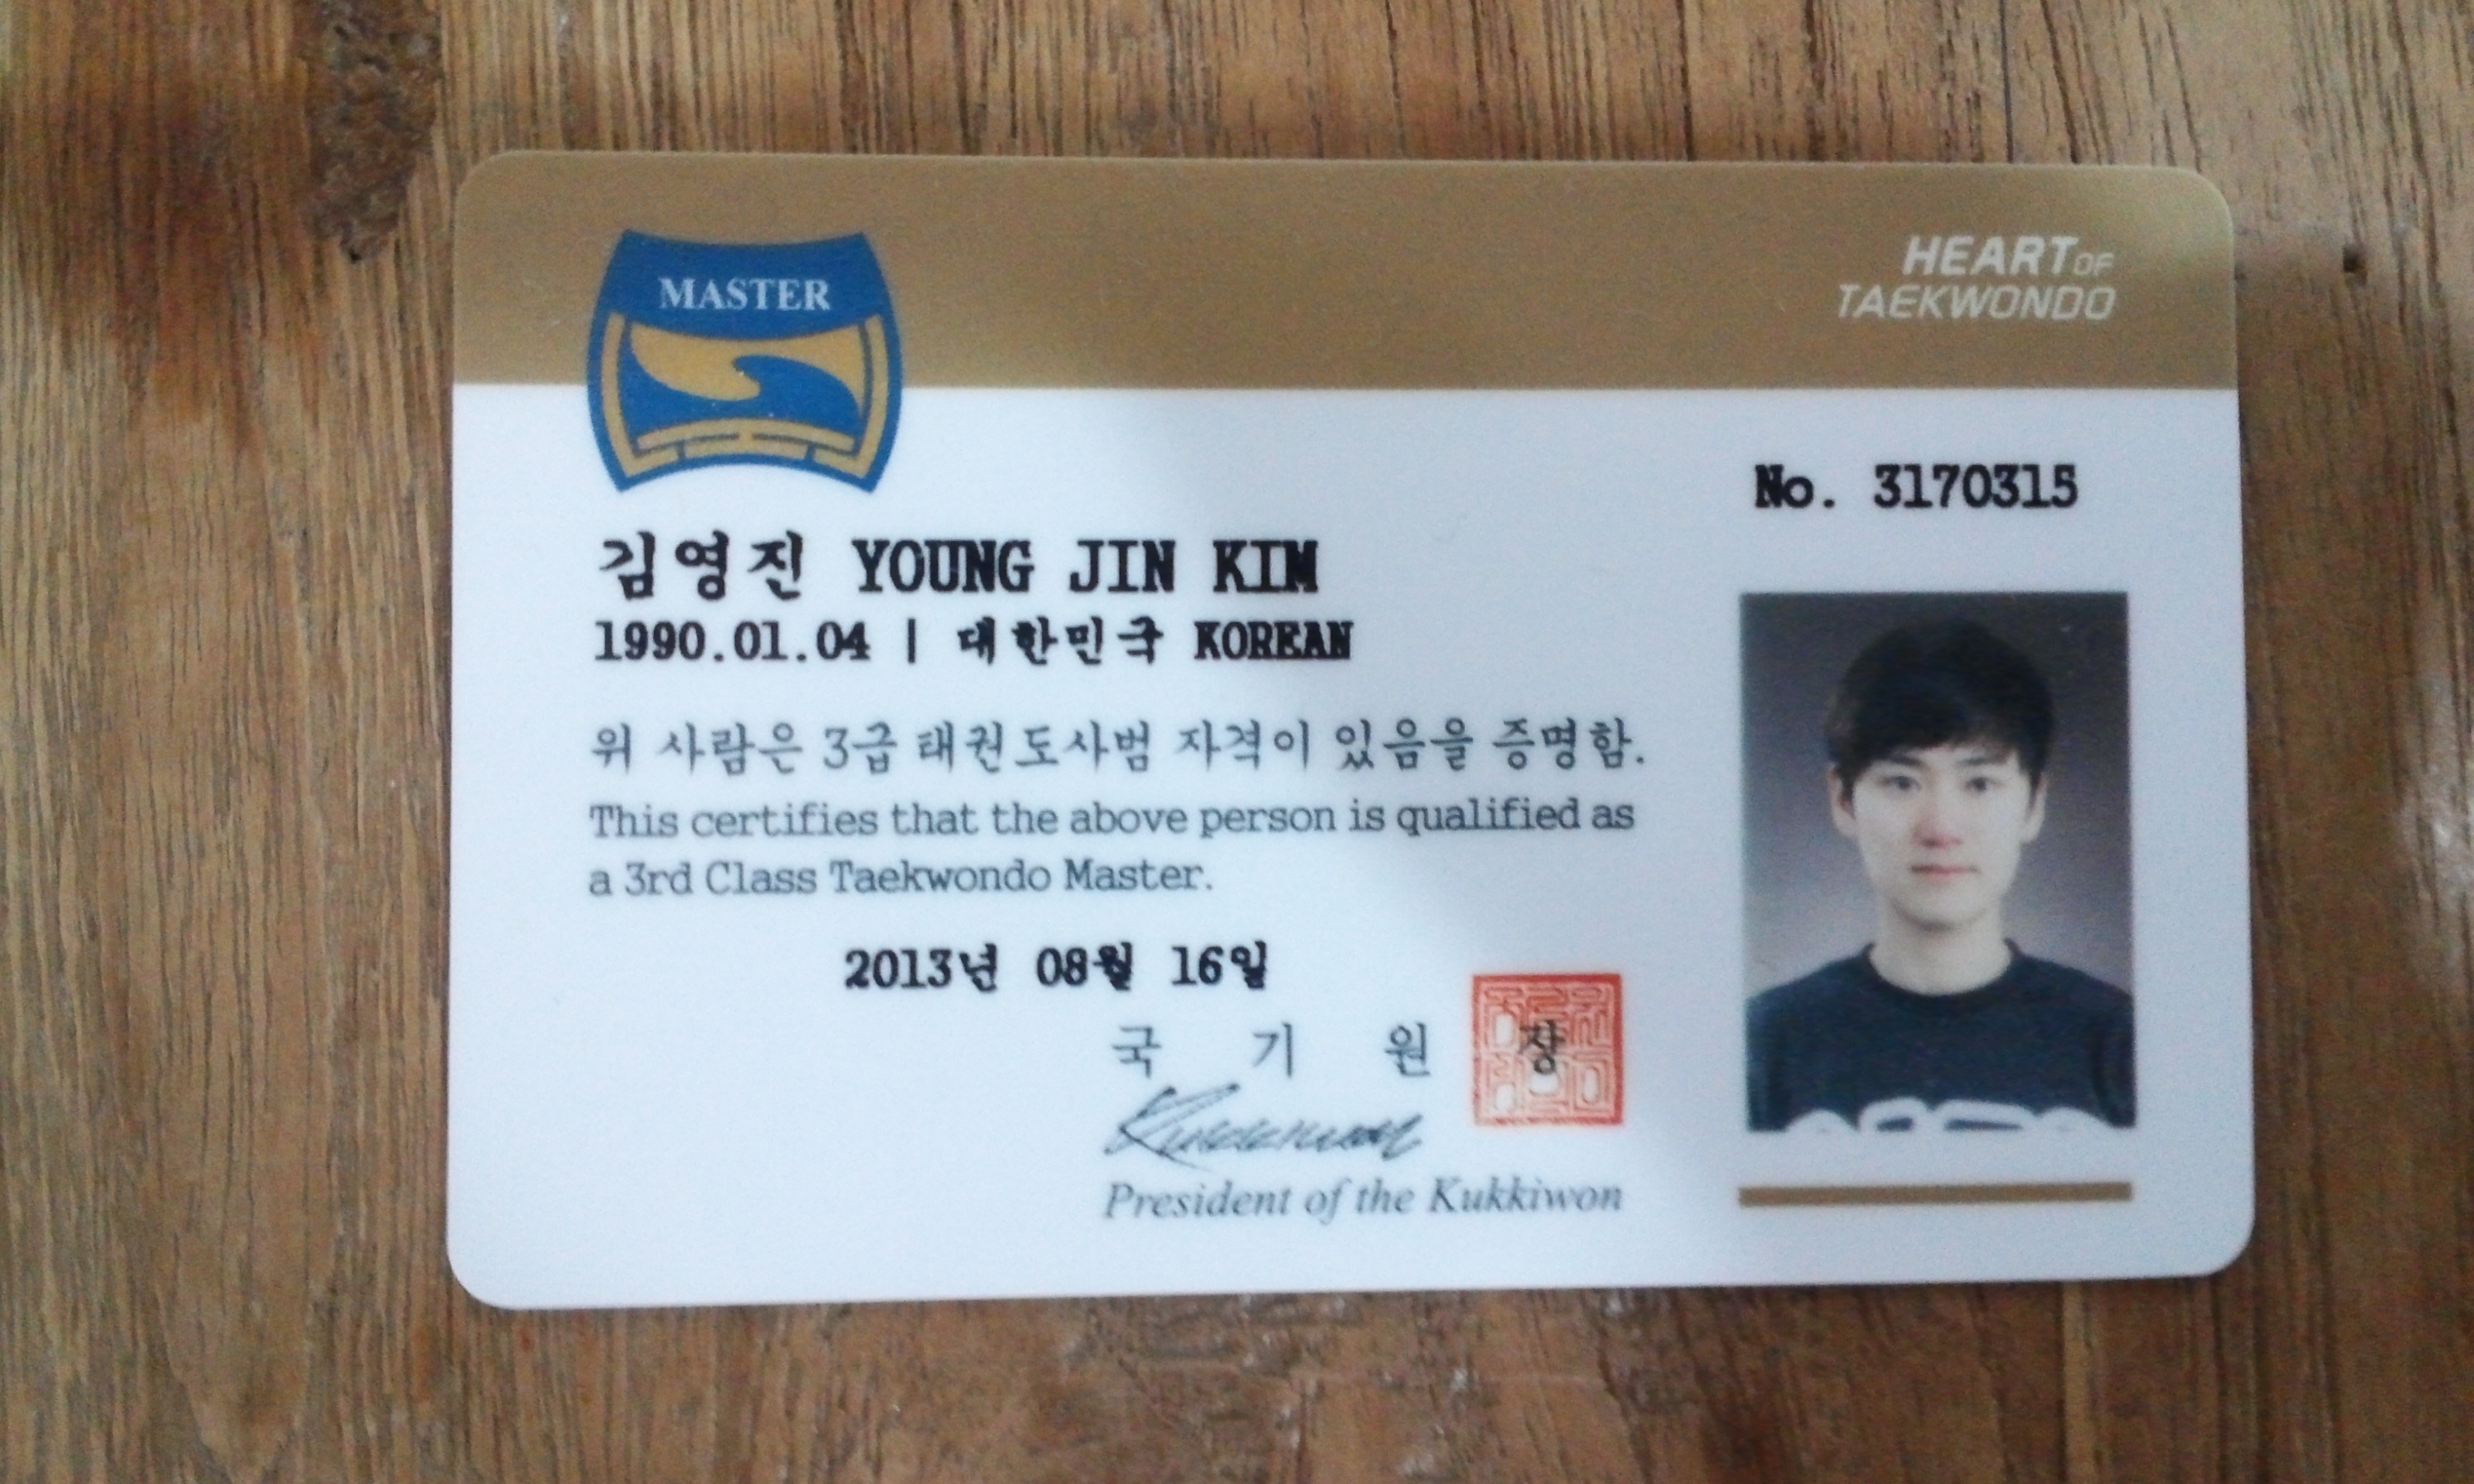 MASTER
HEART OF
TAEKWONDO
No. 3170315
김영진 YOUNG JIN KIM
1990.01.04 | 대한민국 KOREAN
위 사람은 3급 태권도사범 자격이 있음을 증명함.
This certifies that the above person is qualified as
a 3rd Class Taekwondo Master.
2013년 08월 16일
국 기 원 장
President of the Kukkiwon